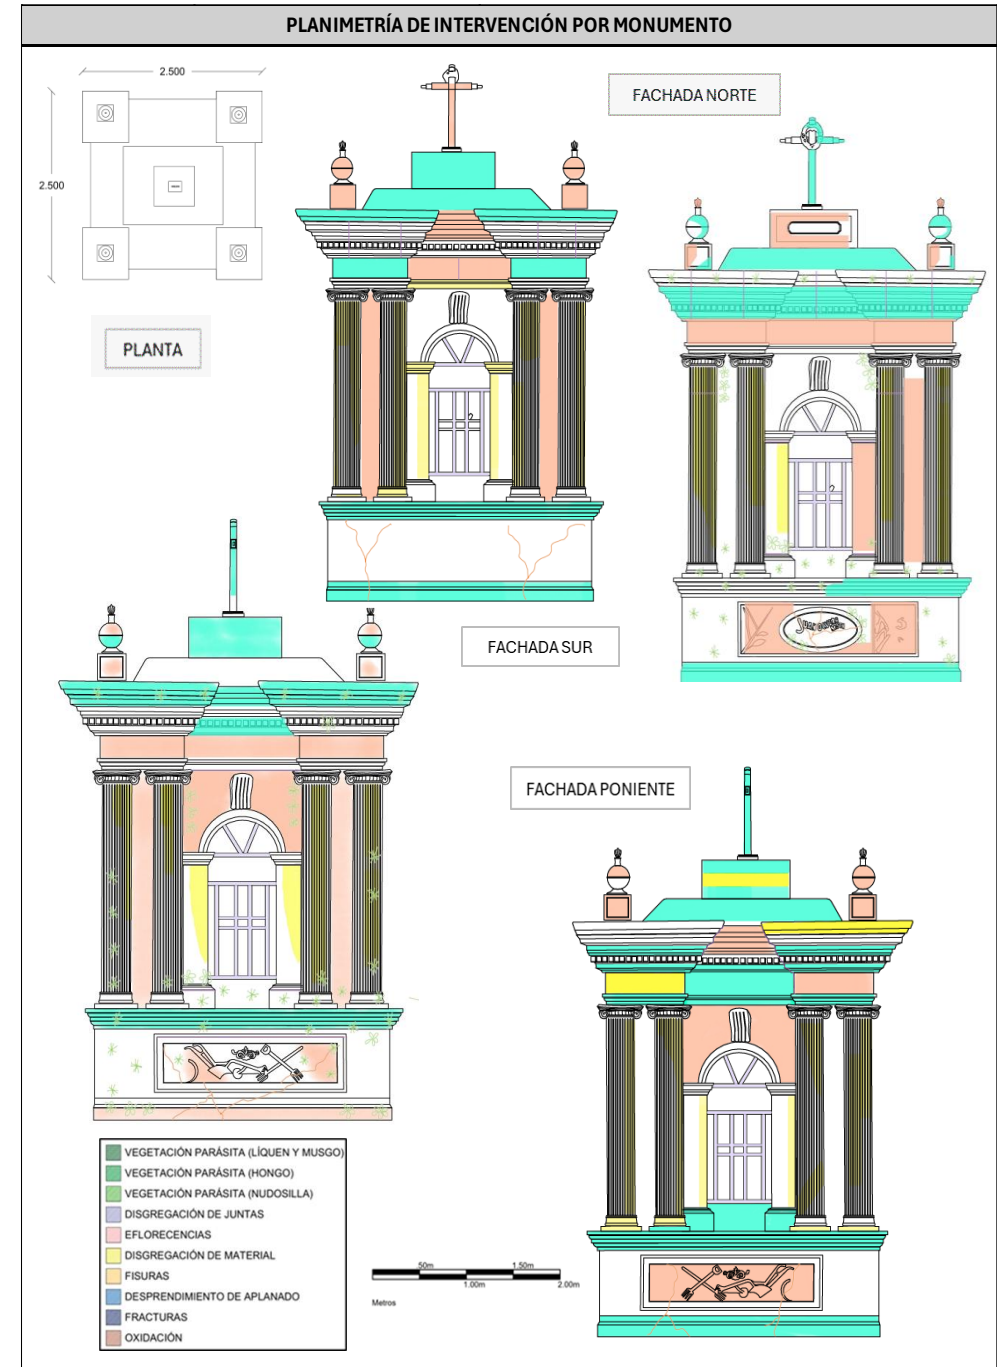 PLANIMETRÍA DE INTERVENCIÓN POR MONUMENTO
2.500
2.500
PLANTA
FACHADA NORTE
FACHADA SUR
FACHADA PONIENTE
VEGETACIÓN PARÁSITA (LÍQUEN Y MUSGO)
VEGETACIÓN PARÁSITA (HONGO)
VEGETACIÓN PARÁSITA (NUDOSILLA)
DISGREGACIÓN DE JUNTAS
EFLORECENCIAS
DISGREGACIÓN DE MATERIAL
FISURAS
DESPRENDIMIENTO DE APLANADO
FRACTURAS
OXIDACIÓN
50m 1.50m
1.00m 2.00m
Metros